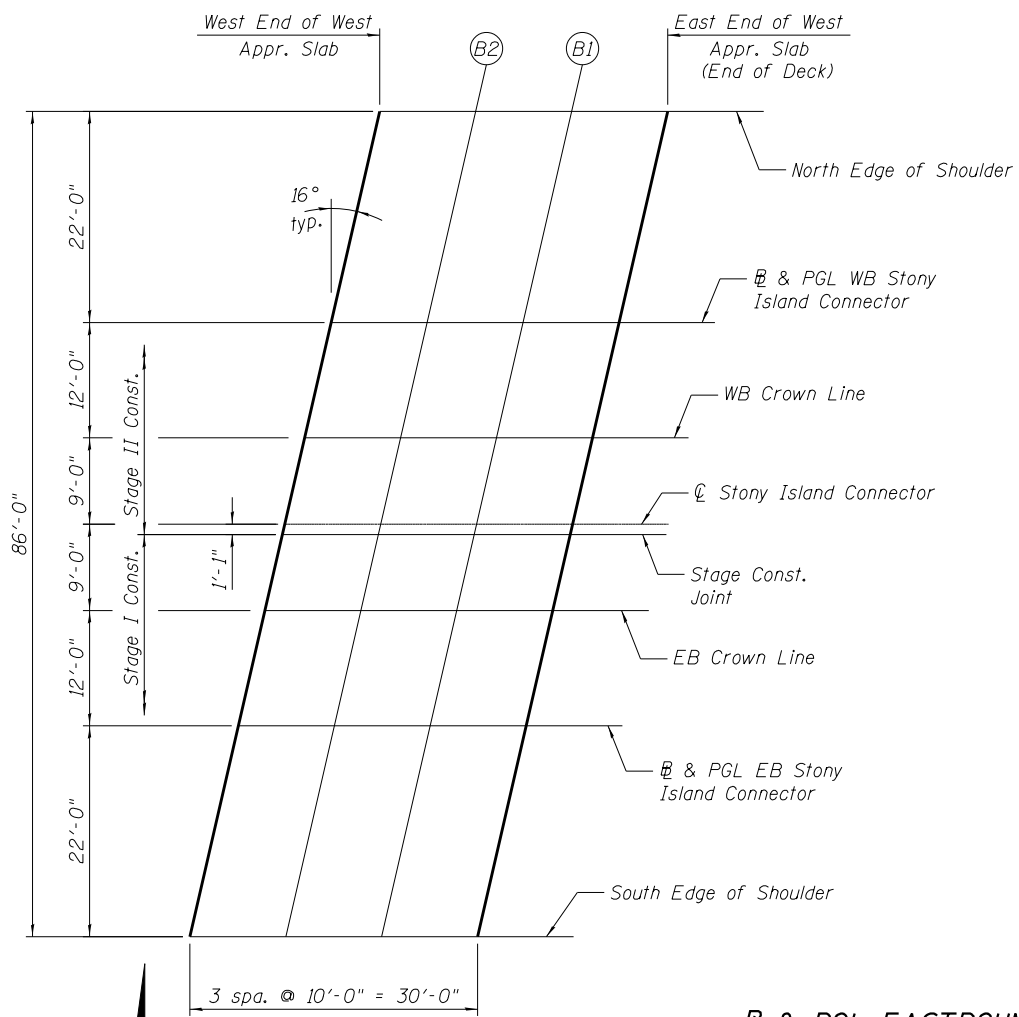 West End of West
Appr. Slab
B2
B1
East End of West
Appr. Slab
(End of Deck)
North Edge of Shoulder
16°
typ.
22'-0"
℄ & PGL WB Stony
Island Connector
12'-0"
Stage II Const.
WB Crown Line
9'-0"
℄ Stony Island Connector
86'-0"
9'-0"
1'-1"
Stage Const.
Joint
Stage I Const.
EB Crown Line
12'-0"
& PGL EB Stony
Island Connector
22'-0"
South Edge of Shoulder
3 spa. @ 10'-0" = 30'-0"